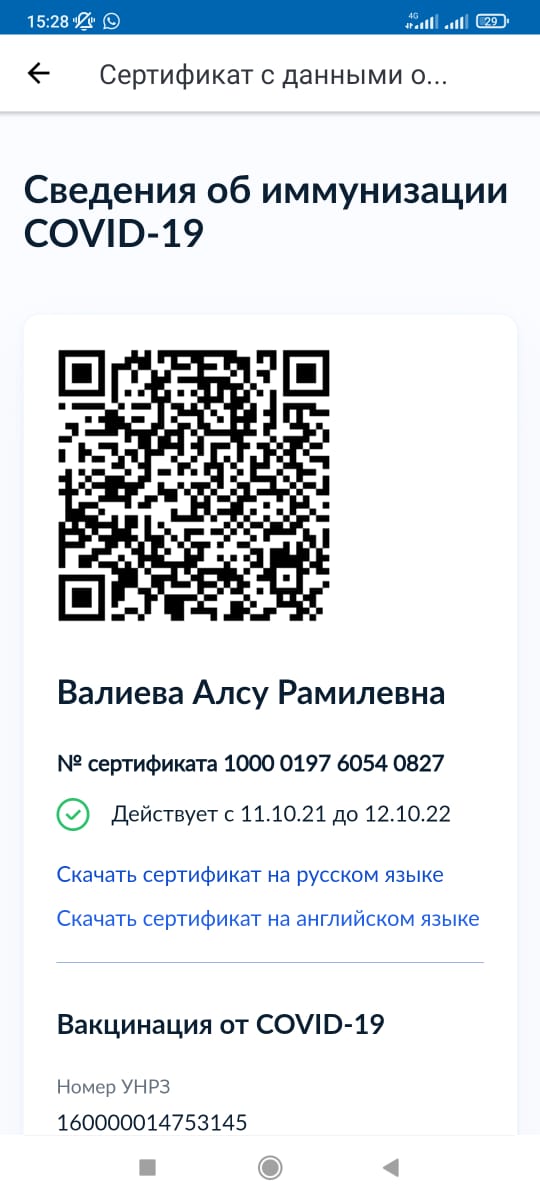 15:28
4G
29
Сертификат с данными о...
Сведения об иммунизации
COVID-19
Валиева Алсу Рамилевна
№ сертификата 1000 0197 6054 0827
Действует с 11.10.21 до 12.10.22
Скачать сертификат на русском языке
Скачать сертификат на английском языке
Вакцинация от COVID-19
Номер УНРЗ
160000014753145